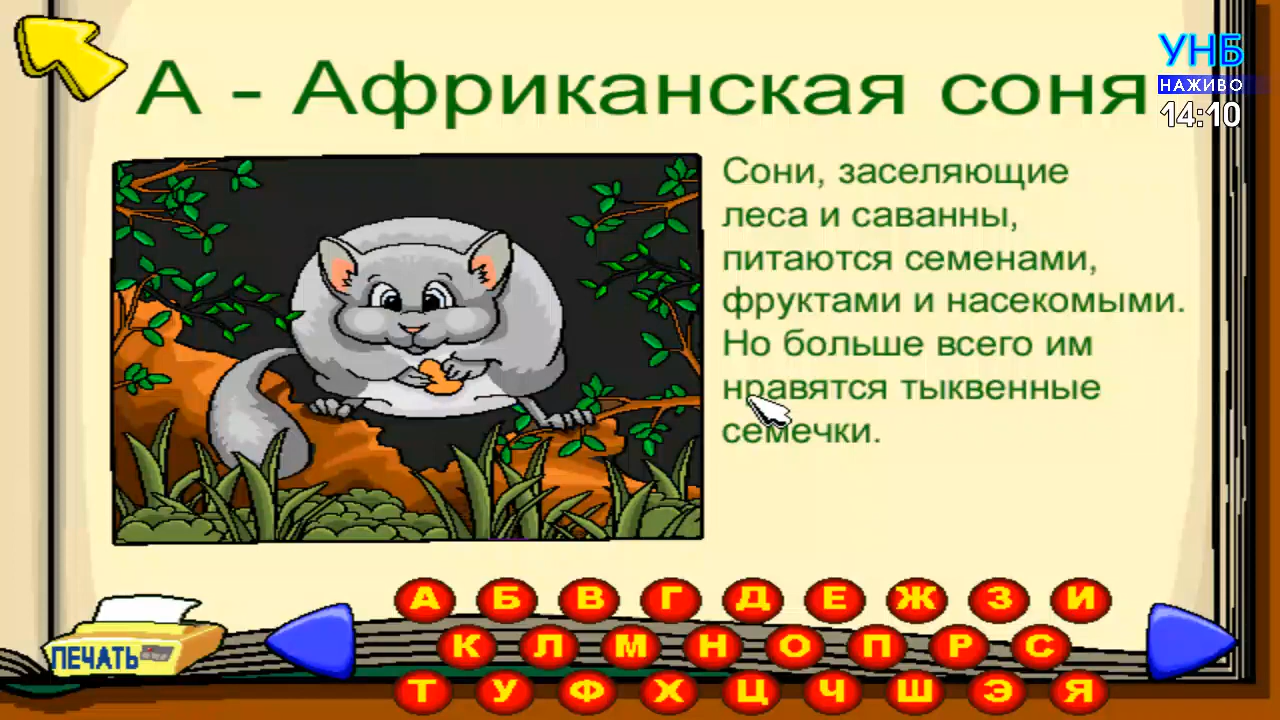 А - Африканская соня
УНБ
НАЖИВО
14:10
Сони, заселяющие
леса и саванны,
питаются семенами,
фруктами и насекомыми.
Но больше всего им
нравятся тыквенные
семечки.
А Б В Г Д Е Ж З И
К Л М Н О П Р С
Т У Ф Х Ц Ч Ш Э Я
ПЕЧАТЬ